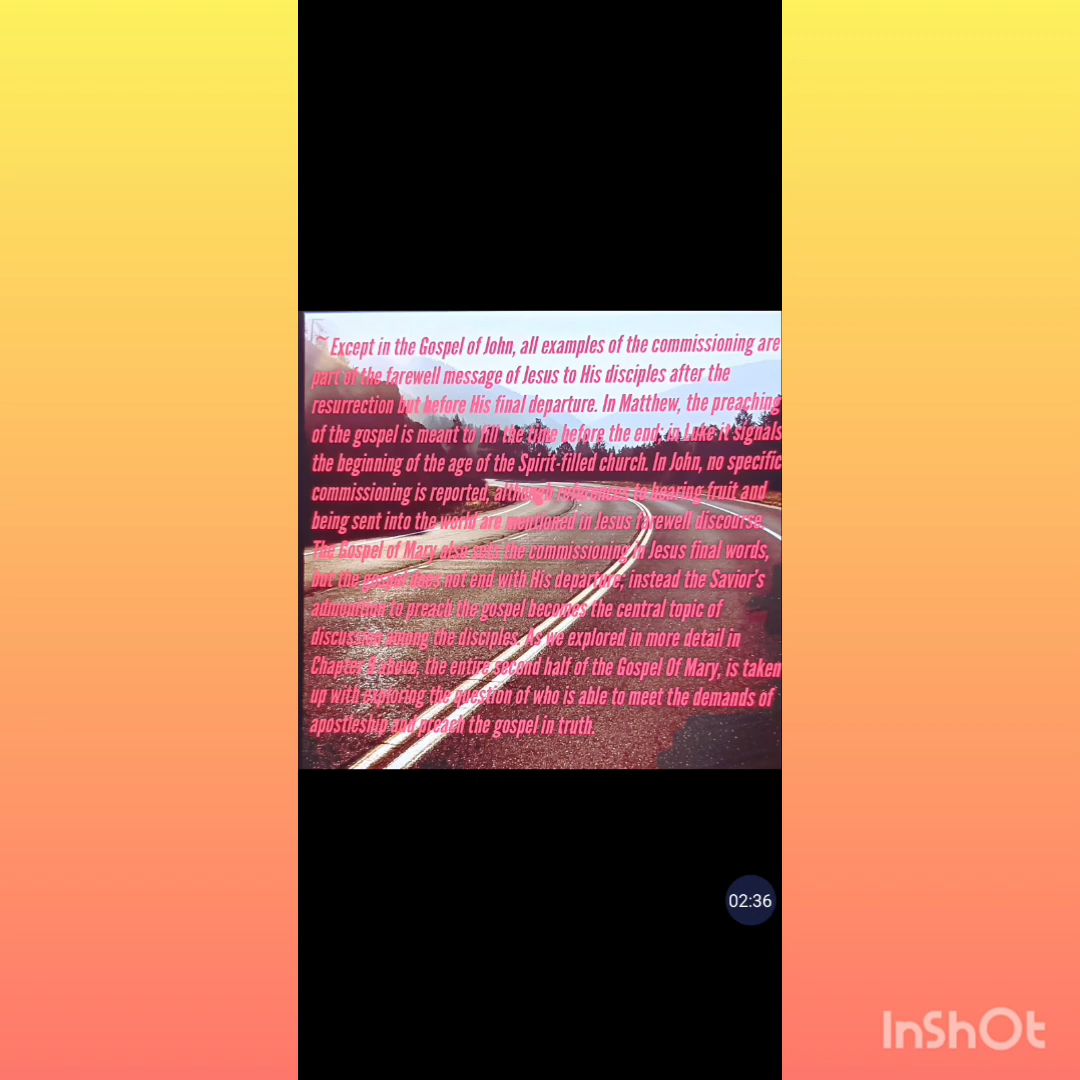 ~ Except in the Gospel of John, all examples of the commissioning are
part of the farewell message of Jesus to His disciples after the
resurrection but before His final departure. In Matthew, the preaching
of the gospel is meant to fill the time before the end; in Luke it signals
the beginning of the age of the Spirit-filled church. In John, no specific
commissioning is reported, although references to bearing fruit and
being sent into the world are mentioned in Jesus farewell discourse.
The Gospel of Mary also sets the commissioning in Jesus final words,
but the gospel does not end with His departure; instead the Savior's
admonition to preach the gospel becomes the central topic of
discussion among the disciples. As we explored in more detail in
Chapter above, the entire second half of the Gospel Of Mary, is taken
up with exploring the question of who is able to meet the demands of
apostleship and preach the gospel in truth.
02:36
InShOt